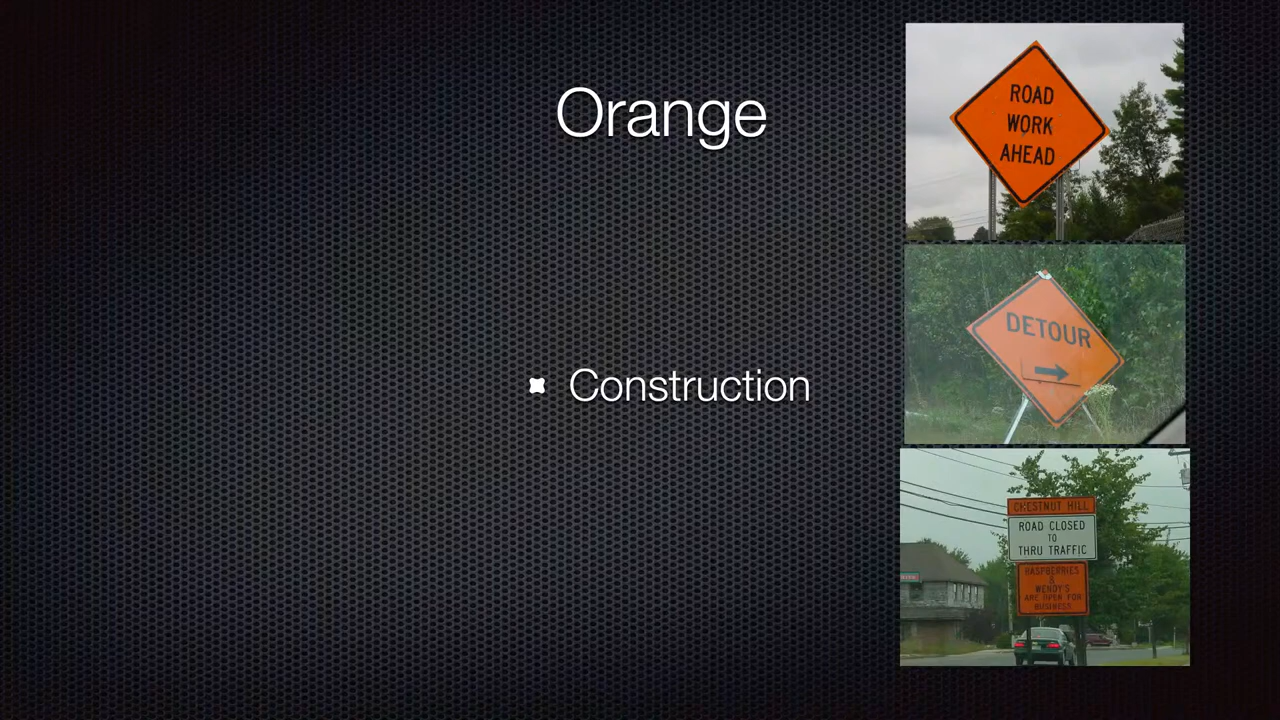 Orange
Construction
ROAD
WORK
AHEAD
DETOUR
CHESTNUT HILL
ROAD CLOSED
TO
THRU TRAFFIC
RASPBERRIES
&
WENDY'S
ARE OPEN FOR
BUSINESS